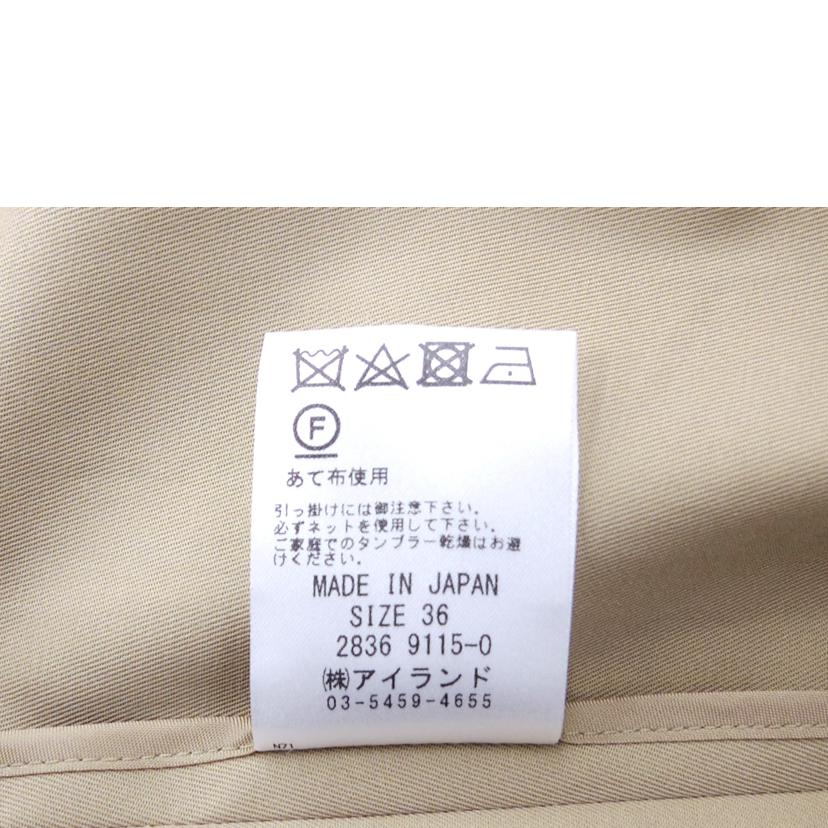 F
あて布使用
引っ掛けには御注意下さい。
必ずネットを使用して下さい。
ご家庭でのタンブラー乾燥はお避
けください。
MADE IN JAPAN
SIZE 36
2836 9115-0
(株)アイランド
03-5459-4655
N71